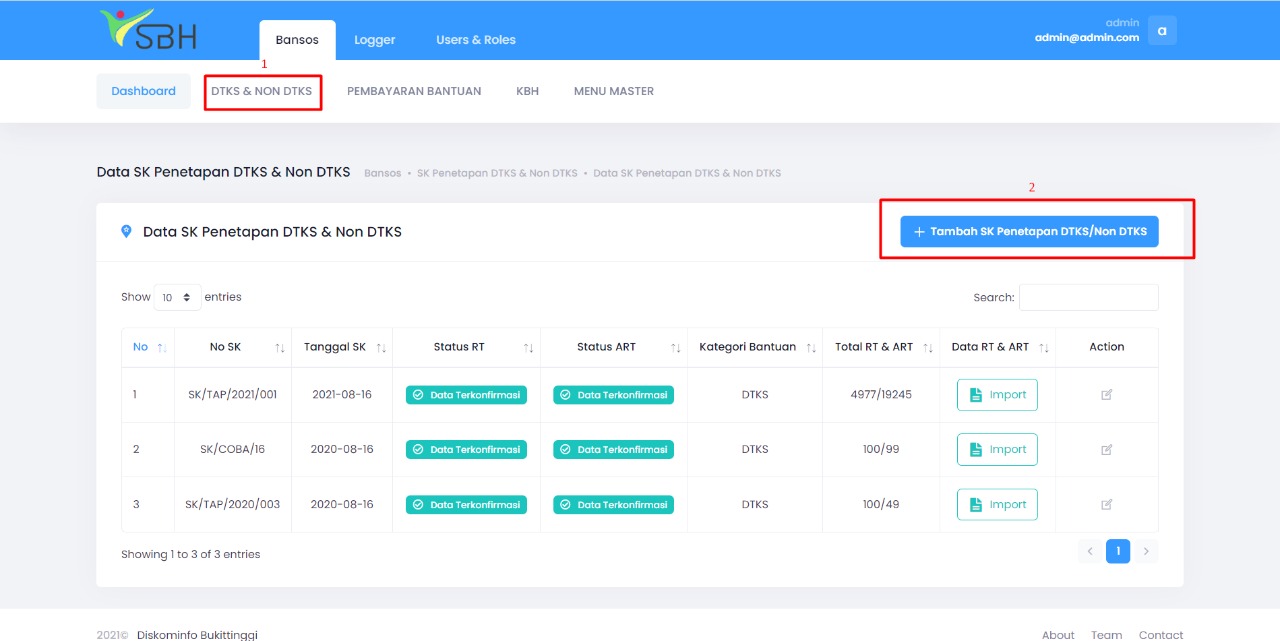 SBH
Bansos
Logger
Users & Roles
admin
admin@admin.com
a
1
Dashboard
DTKS & NON DTKS
PEMBAYARAN BANTUAN
KBH
MENU MASTER
Data SK Penetapan DTKS & Non DTKS
Bansos • SK Penetapan DTKS & Non DTKS • Data SK Penetapan DTKS & Non DTKS
2
Data SK Penetapan DTKS & Non DTKS
+ Tambah SK Penetapan DTKS/Non DTKS
Show 10 entries
Search:
No No SK Tanggal SK Status RT Status ART Kategori Bantuan Total RT & ART Data RT & ART Action
1 SK/TAP/2021/001 2021-08-16 Data Terkonfirmasi Data Terkonfirmasi DTKS 4977/19245 Import
2 SK/COBA/16 2020-08-16 Data Terkonfirmasi Data Terkonfirmasi DTKS 100/99 Import
3 SK/TAP/2020/003 2020-08-16 Data Terkonfirmasi Data Terkonfirmasi DTKS 100/49 Import
Showing 1 to 3 of 3 entries
< 1 >
2021© Diskominfo Bukittinggi
About Team Contact